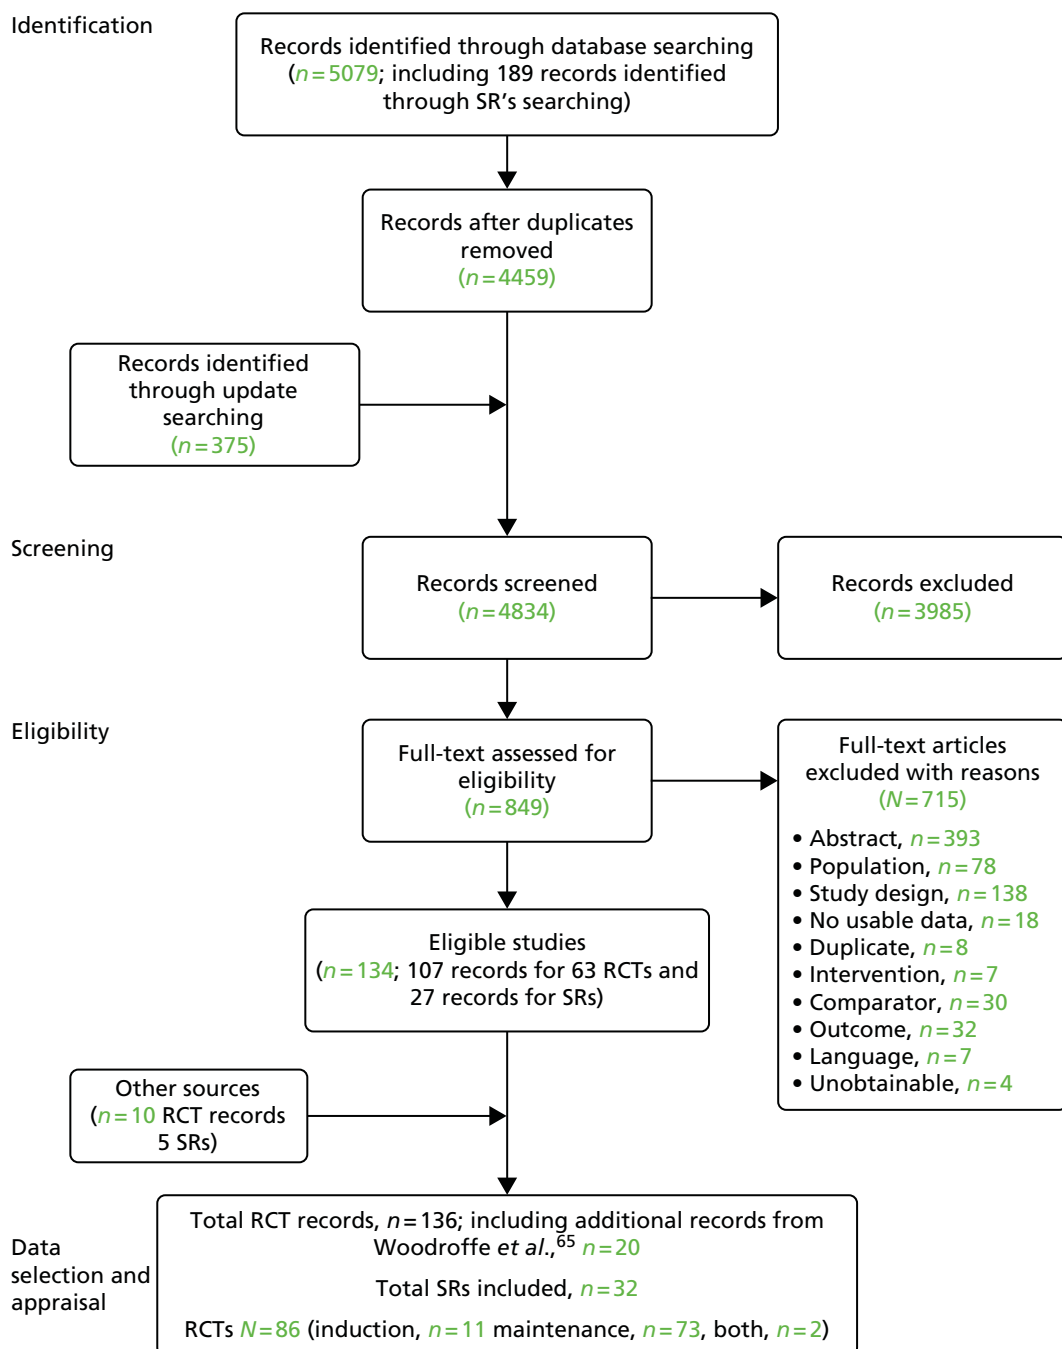 Identification
Records identified through database searching
(n=5079; including 189 records identified
through SR's searching)
Records after duplicates
removed
(n=4459)
Records identified
through update
searching
(n=375)
Screening
Records screened
(n=4834)
Records excluded
(n=3985)
Eligibility
Full-text assessed for
eligibility
(n=849)
Full-text articles
excluded with reasons
(N=715)
• Abstract, n=393
• Population, n=78
• Study design, n=138
• No usable data, n=18
• Duplicate, n=8
• Intervention, n=7
• Comparator, n=30
• Outcome, n=32
• Language, n=7
• Unobtainable, n=4
Eligible studies
(n=134; 107 records for 63 RCTs and
27 records for SRs)
Other sources
(n=10 RCT records
5 SRs)
Data
selection and
appraisal
Total RCT records, n=136; including additional records from
Woodroffe et al.,65 n=20
Total SRs included, n=32
RCTs N=86 (induction, n=11 maintenance, n=73, both, n=2)